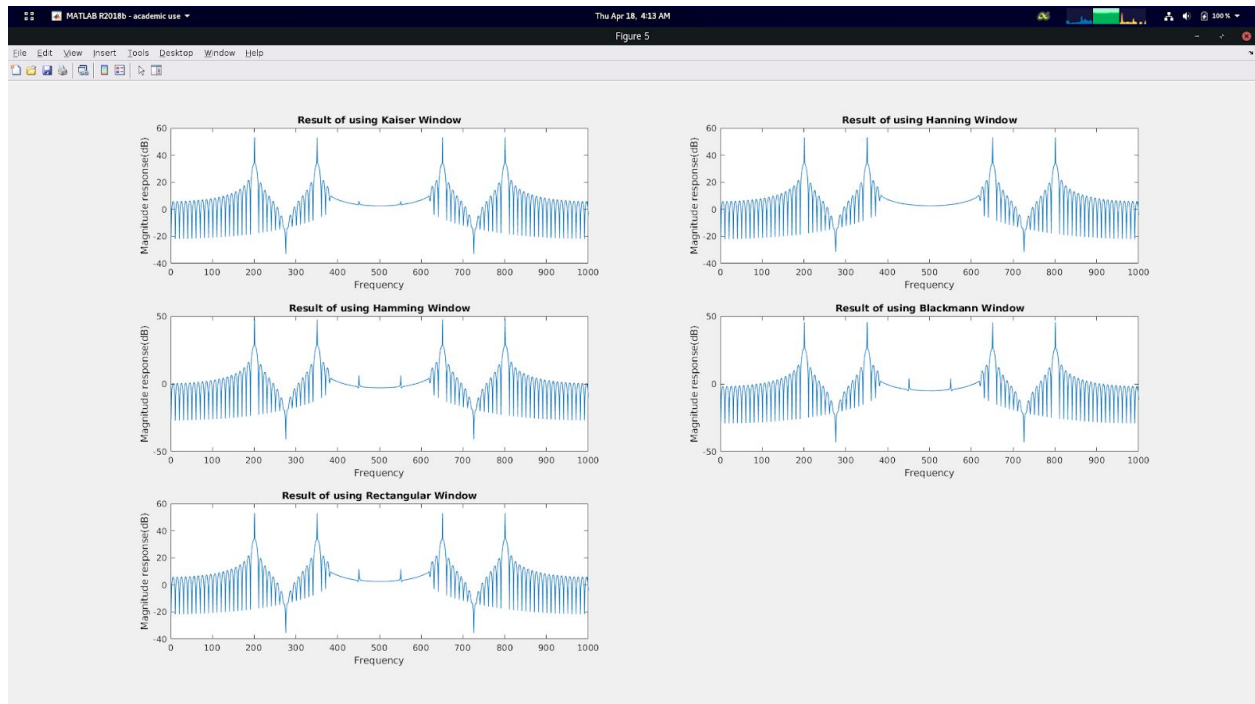 MATLAB R2018b - academic use
Thu Apr 18, 4:13 AM
100 %
Figure 5
File Edit View Insert Tools Desktop Window Help
Result of using Kaiser Window
Magnitude response(dB)
60
40
20
0
-20
-40
0 100 200 300 400 500 600 700 800 900 1000
Frequency
Result of using Hanning Window
Magnitude response(dB)
60
40
20
0
-20
-40
0 100 200 300 400 500 600 700 800 900 1000
Frequency
Result of using Hamming Window
Magnitude response(dB)
50
0
-50
0 100 200 300 400 500 600 700 800 900 1000
Frequency
Result of using Blackmann Window
Magnitude response(dB)
50
0
-50
0 100 200 300 400 500 600 700 800 900 1000
Frequency
Result of using Rectangular Window
Magnitude response(dB)
60
40
20
0
-20
-40
0 100 200 300 400 500 600 700 800 900 1000
Frequency